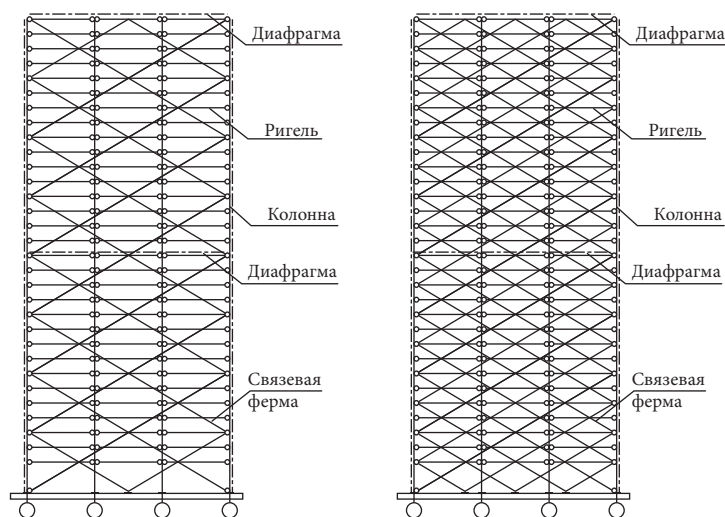 Диафрагма
Ригель
Колонна
Диафрагма
Связевая
ферма
Диафрагма
Ригель
Колонна
Диафрагма
Связевая
ферма